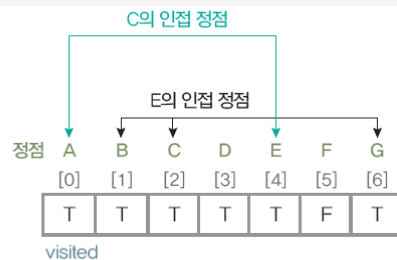 C의 인접 정점
E의 인접 정점
정점 A B C D E F G
[0] [1] [2] [3] [4] [5] [6]
T T T T T F T
visited